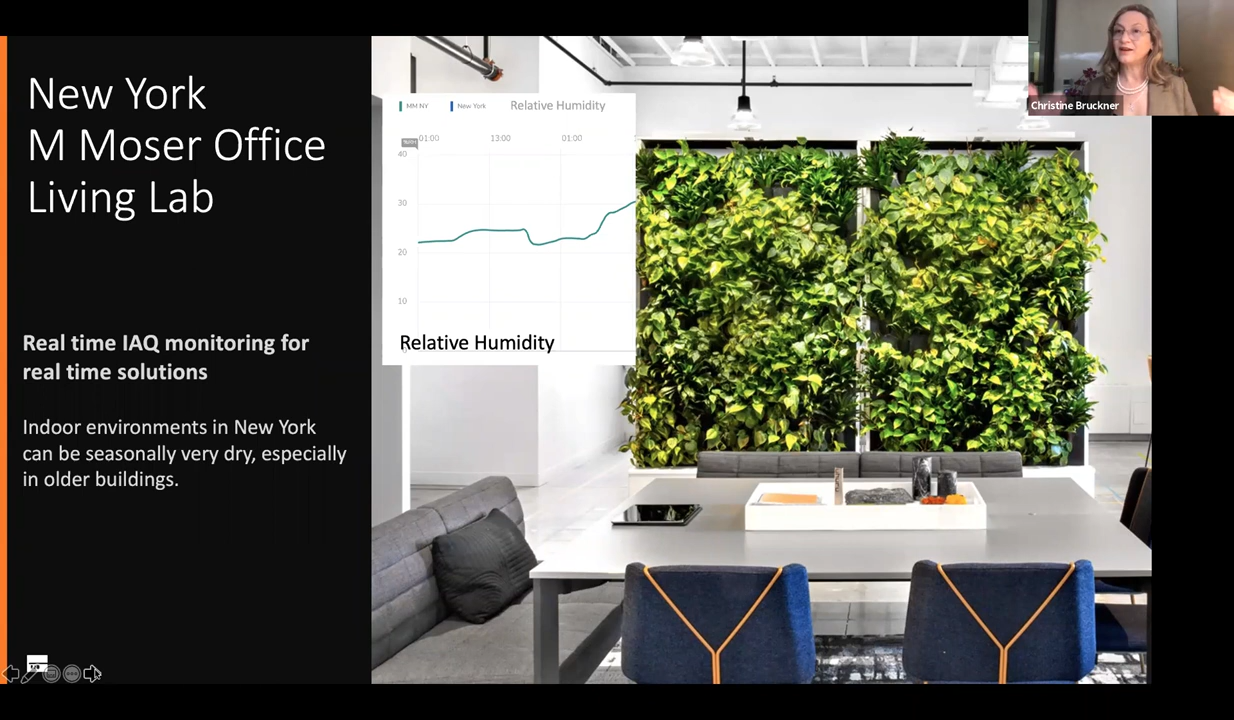 New York
M Moser Office
Living Lab
Real time IAQ monitoring for
real time solutions
Indoor environments in New York
can be seasonally very dry, especially
in older buildings.
MM NY
New York
Relative Humidity
01:00
13:00
01:00
40
30
20
10
Relative Humidity
Christine Bruckner